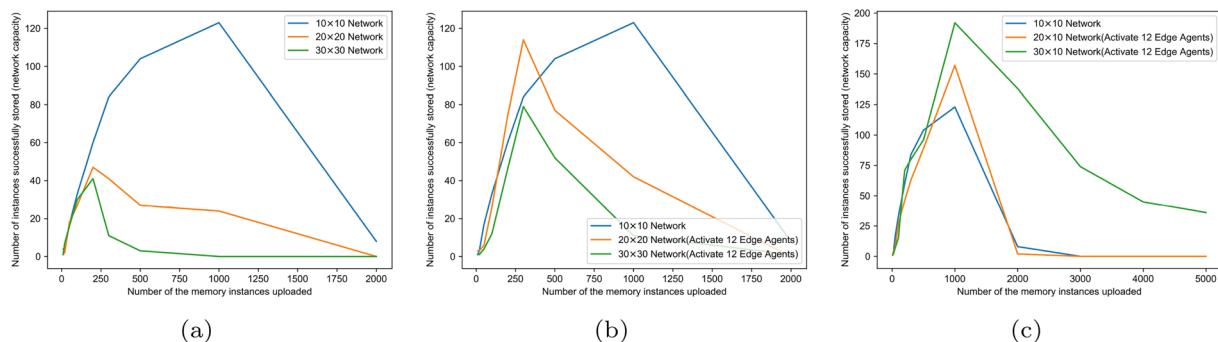 10×10 Network
20×20 Network
30×30 Network
Number of instances successfully stored (network capacity)
120
100
80
60
40
20
0
0 250 500 750 1000 1250 1500 1750 2000
Number of the memory instances uploaded
(a)
Number of instances successfully stored (network capacity)
120
100
80
60
40
20
0
10×10 Network
20×20 Network(Activate 12 Edge Agents)
30×30 Network(Activate 12 Edge Agents)
0 250 500 750 1000 1250 1500 1750 2000
Number of the memory instances uploaded
(b)
Number of instances successfully stored (network capacity)
200
175
150
125
100
75
50
25
0
10×10 Network
20×10 Network(Activate 12 Edge Agents)
30×10 Network(Activate 12 Edge Agents)
0 1000 2000 3000 4000 5000
Number of the memory instances uploaded
(c)